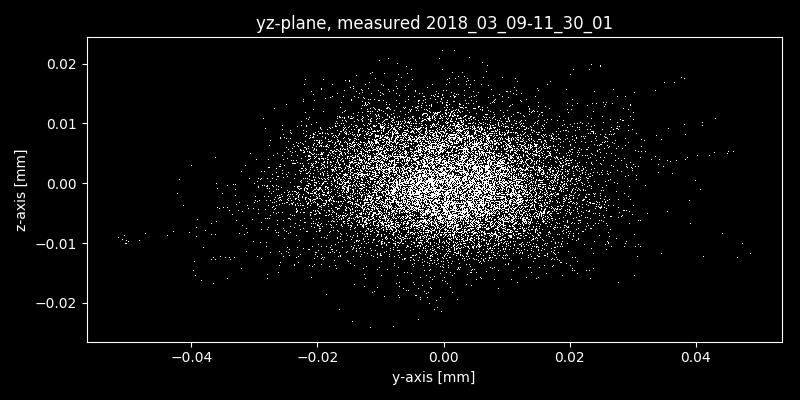 yz-plane, measured 2018_03_09-11_30_01
0.02
0.01
0.00
−0.01
−0.02
z-axis [mm]
−0.04 −0.02 0.00 0.02 0.04
y-axis [mm]